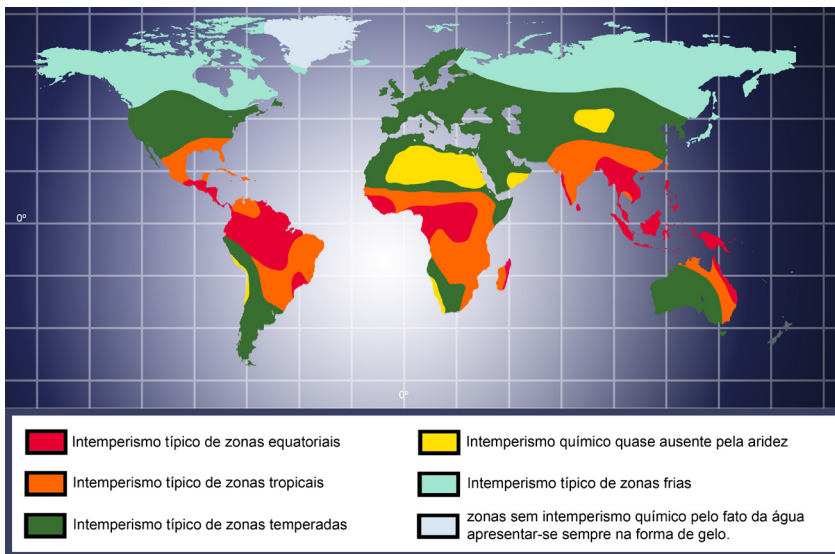 0º
0º
Intemperismo típico de zonas equatoriais
Intemperismo típico de zonas tropicais
Intemperismo típico de zonas temperadas
Intemperismo químico quase ausente pela aridez
Intemperismo típico de zonas frias
zonas sem intemperismo químico pelo fato da água
apresentar-se sempre na forma de gelo.